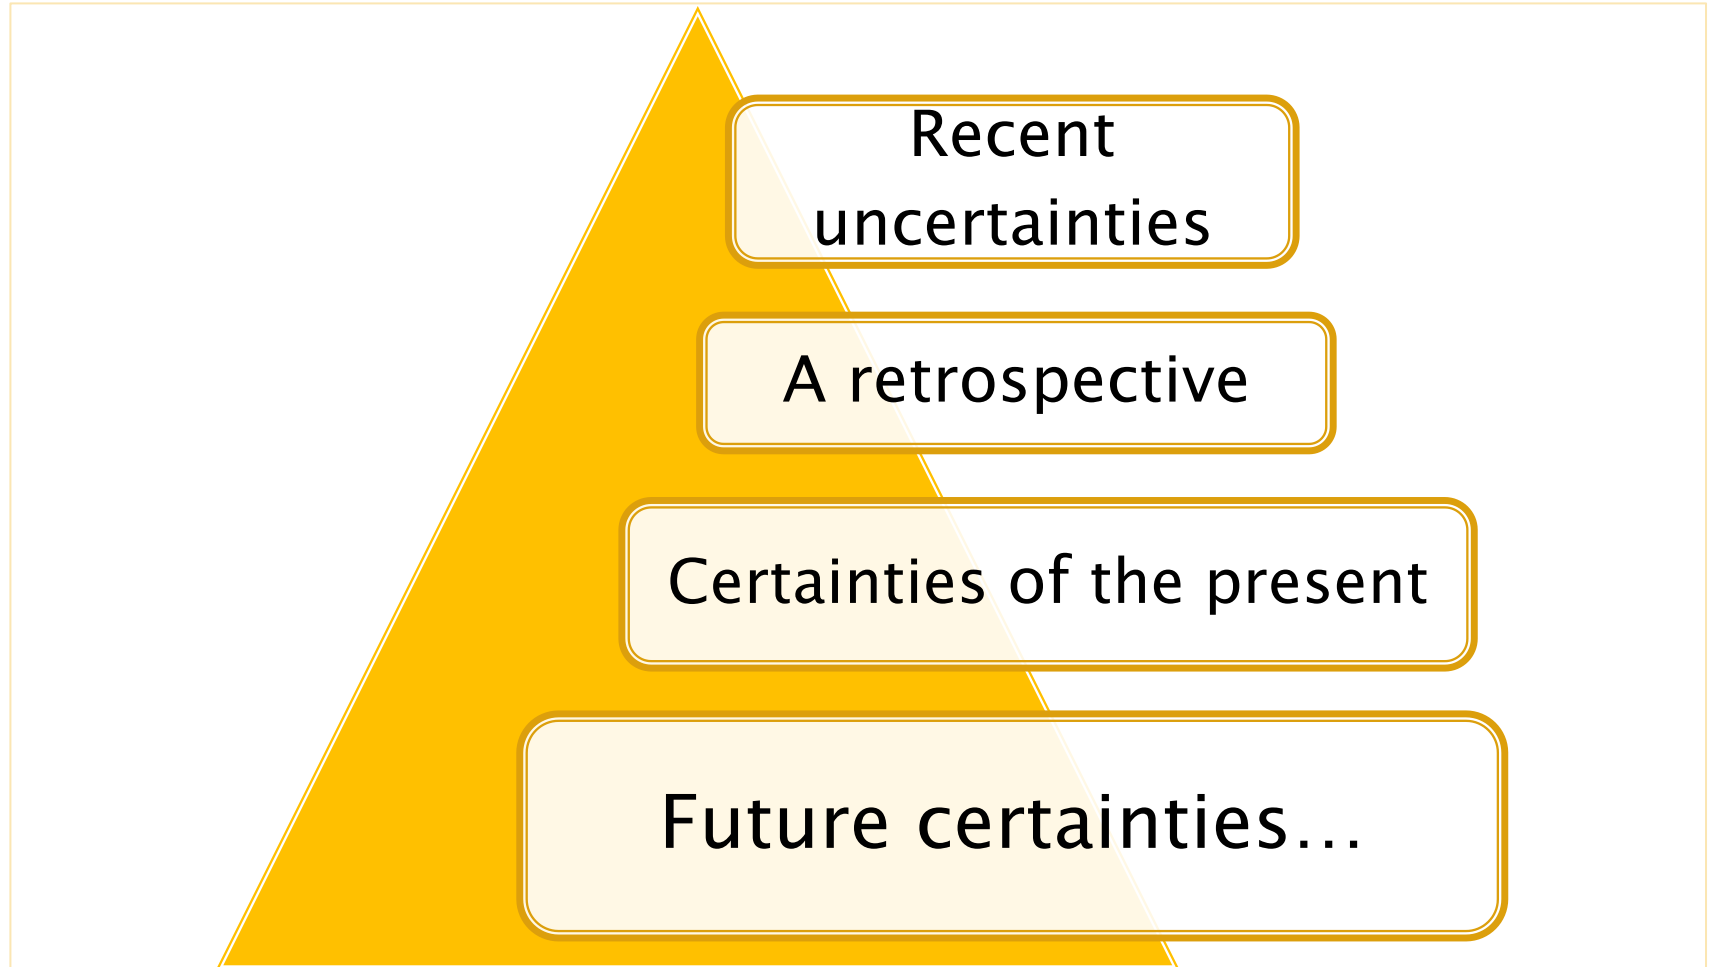 Recent
uncertainties
A retrospective
Certainties of the present
Future certainties…